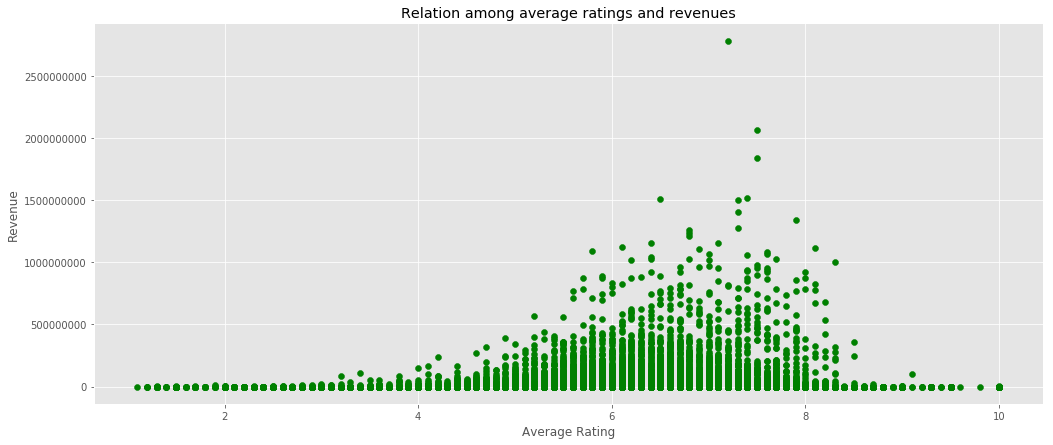 Relation among average ratings and revenues
2500000000
2000000000
1500000000
1000000000
500000000
0
Revenue
2 4 6 8 10
Average Rating